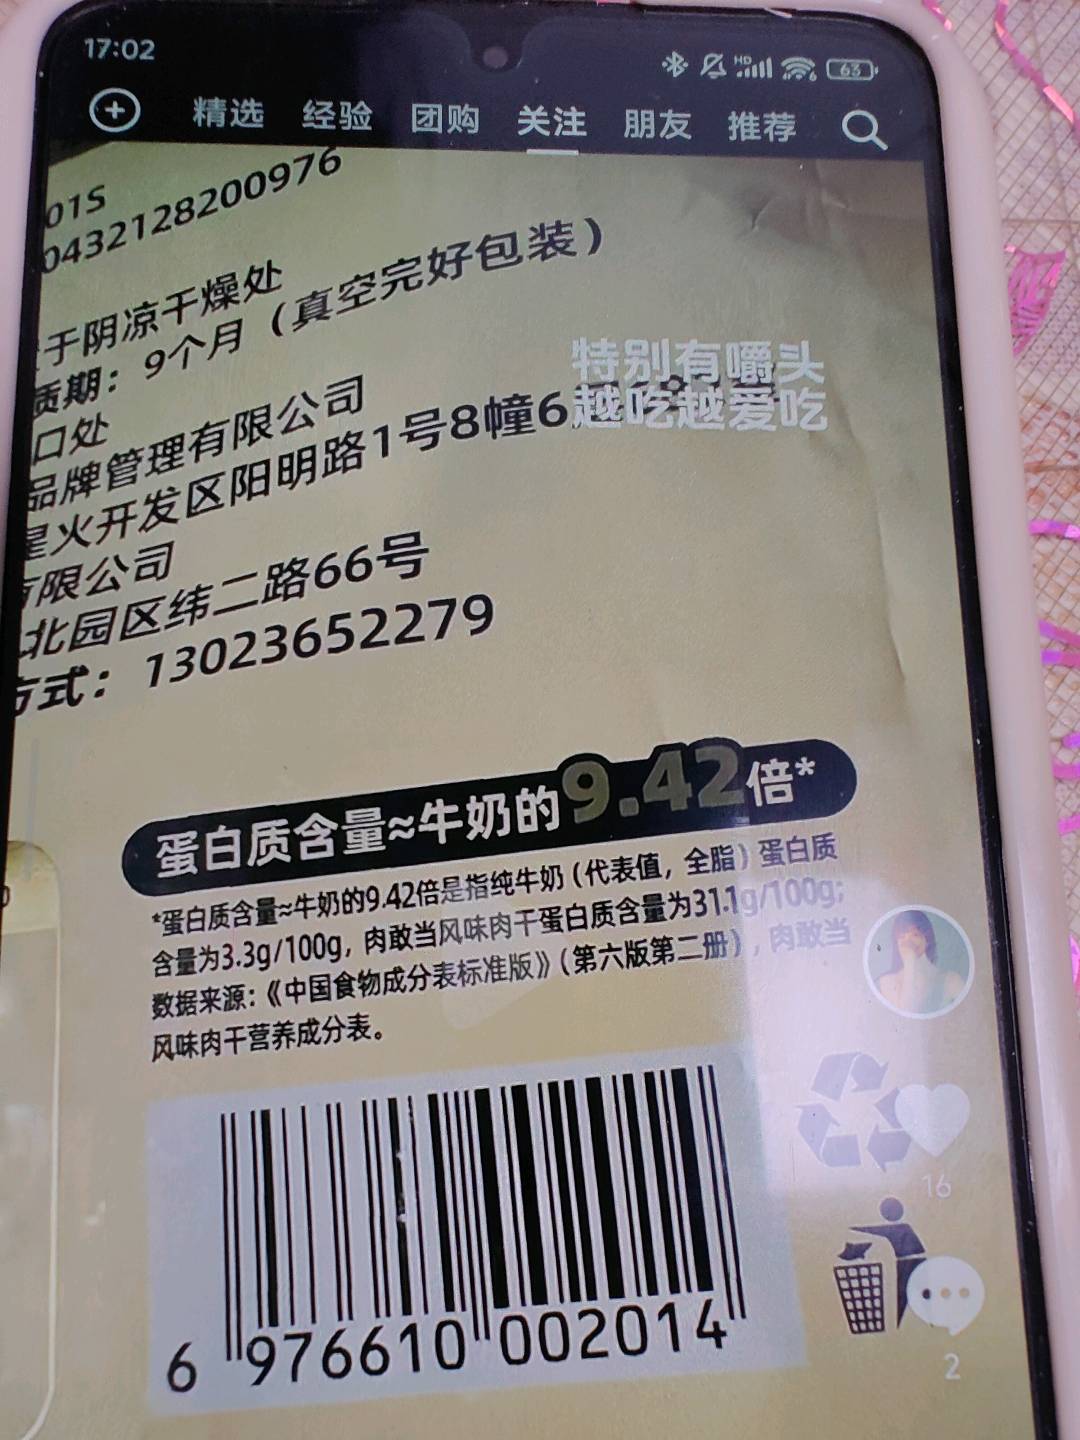 17:02
HD
63
精选 经验 团购 关注 朋友 推荐
01S
0432128200976
于阴凉干燥处
质期：9个月（真空完好包装）
口处
特别有嚼头
越吃越爱吃
品牌管理有限公司
星火开发区阳明路1号8幢6
有限公司
北园区纬二路66号
方式：13023652279
蛋白质含量≈牛奶的9.42倍*
*蛋白质含量≈牛奶的9.42倍是指纯牛奶（代表值，全脂）蛋白质
含量为3.3g/100g，肉敢当风味肉干蛋白质含量为31.1g/100g；
数据来源：《中国食物成分表标准版》（第六版第二册），肉敢当
风味肉干营养成分表。
16
2
6 976610 002014